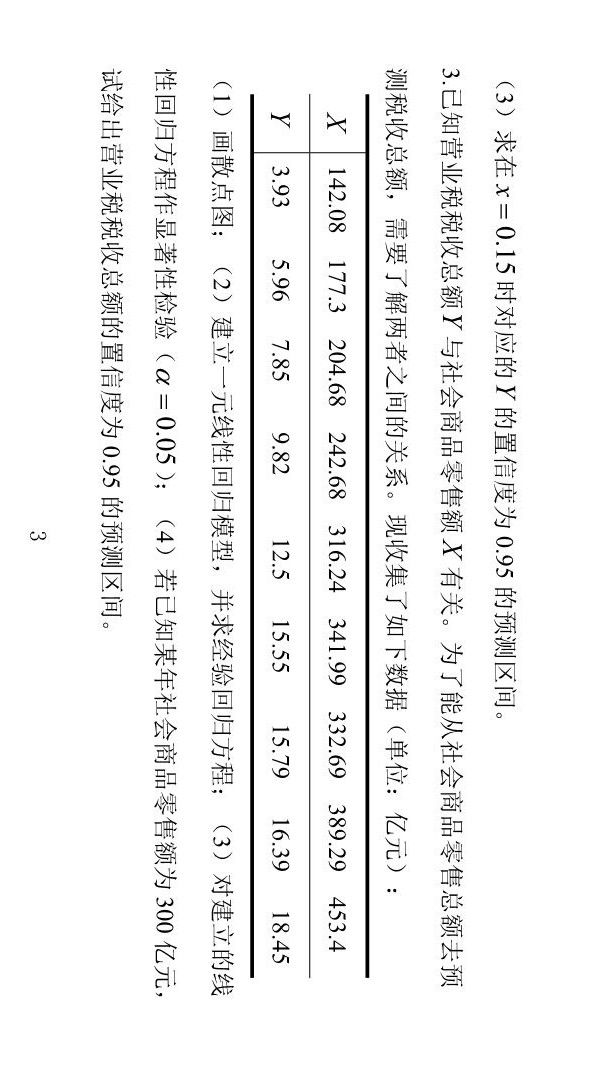 （3）求在 x = 0.15 时对应的 Y 的置信度为 0.95 的预测区间。
3.已知营业税税收总额 Y 与社会商品零售额 X 有关。为了能从社会商品零售总额去预
测税收总额，需要了解两者之间的关系。现收集了如下数据（单位：亿元）:
X 142.08 177.3 204.68 242.68 316.24 341.99 332.69 389.29 453.4
Y 3.93 5.96 7.85 9.82 12.5 15.55 15.79 16.39 18.45
（1）画散点图；（2）建立一元线性回归模型，并求经验回归方程；（3）对建立的线
性回归方程作显著性检验（α = 0.05）；（4）若已知某年社会商品零售额为 300 亿元，
试给出营业税税收总额的置信度为 0.95 的预测区间。
3